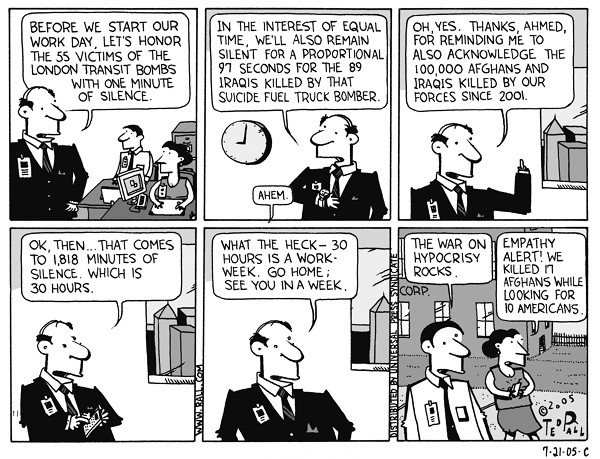 BEFORE WE START OUR
WORK DAY, LET'S HONOR
THE 55 VICTIMS OF THE
LONDON TRANSIT BOMBS
WITH ONE MINUTE
OF SILENCE.
IN THE INTEREST OF EQUAL
TIME, WE'LL ALSO REMAIN
SILENT FOR A PROPORTIONAL
97 SECONDS FOR THE 89
IRAQIS KILLED BY THAT
SUICIDE FUEL TRUCK BOMBER.
AHEM.
OH, YES. THANKS, AHMED,
FOR REMINDING ME TO
ALSO ACKNOWLEDGE THE
100,000 AFGHANS AND
IRAQIS KILLED BY OUR
FORCES SINCE 2001.
OK, THEN...THAT COMES
TO 1,818 MINUTES OF
SILENCE. WHICH IS
30 HOURS.
WWW.RALL.COM
WHAT THE HECK— 30
HOURS IS A WORK-
WEEK. GO HOME;
SEE YOU IN A WEEK.
DISTRIBUTED BY UNIVERSAL PRESS SYNDICATE
THE WAR ON
HYPOCRISY
ROCKS.
CORP.
EMPATHY
ALERT! WE
KILLED 17
AFGHANS WHILE
LOOKING FOR
10 AMERICANS.
©2005
TED RALL
7-21-05-C